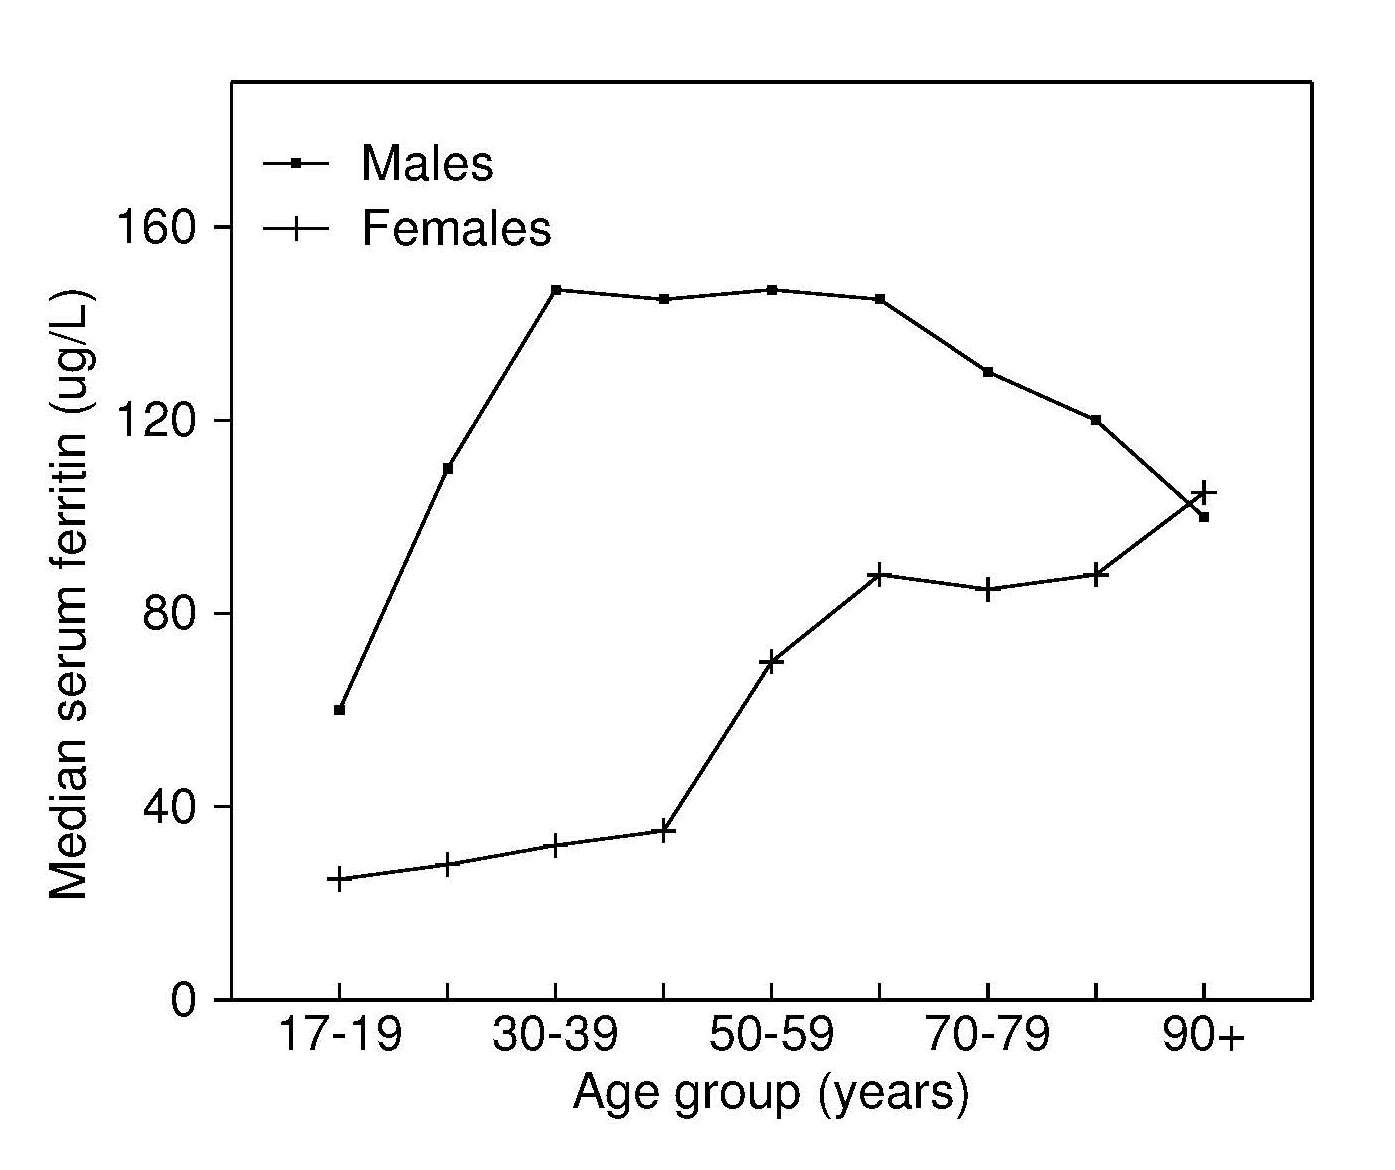 Males
Females
160
120
80
40
0
Median serum ferritin (ug/L)
17-19 30-39 50-59 70-79 90+
Age group (years)